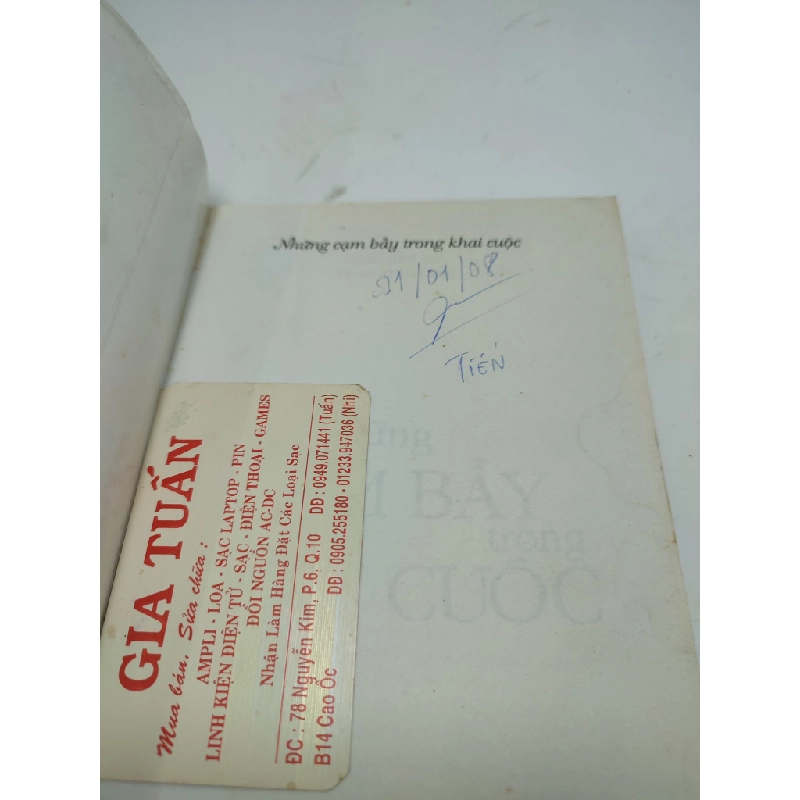 Những cạm bẫy trong khai cuộc
21/01/08.
TIẾN
BẪY
trong
CUỘC
GIA TUẤN
Mua bán, Sửa chữa :
AMPLI - LOA - SẠC LAPTOP - PIN
LINH KIỆN ĐIỆN TỬ - SẠC - ĐIỆN THOẠI - GAMES
ĐỔI NGUỒN AC-DC
Nhận Làm Hàng Đặt Các Loại Sạc
ĐC : 78 Nguyễn Kim, P.6, Q.10 DĐ : 0949.071441 (Tuấn)
B14 Cao Ốc DĐ : 0905.255180 - 01233.947036 (Nhi)